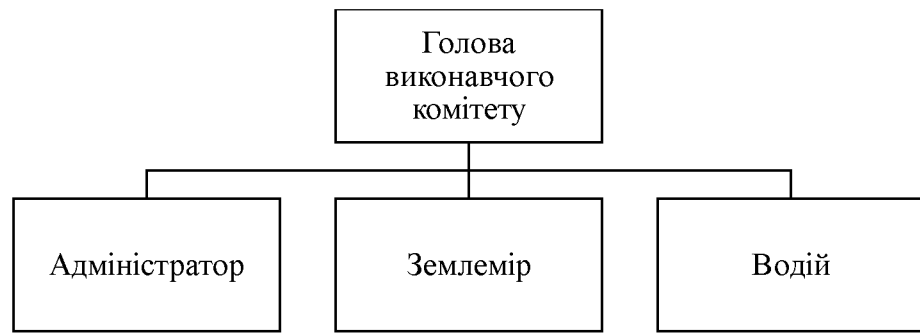 Голова
виконавчого
комітету
Адміністратор
Землемір
Водій